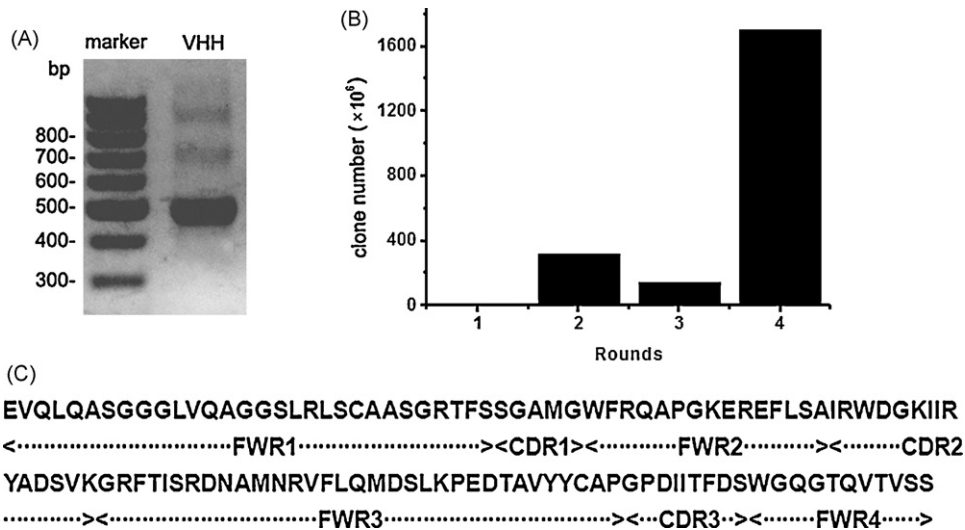 (A)
marker VHH
bp
800-
700-
600-
500-
400-
300-
(B)
clone number (×10⁶)
1600
1200
800
400
0
1 2 3 4
Rounds
(C)
EVQLQASGGGLVQAGGSLRLSCAASGRTFSSGAMGWFRQAPGKEREFLSAIRWDGKIIR
<·····················FWR1··················><CDR1><·········FWR2·········><·······CDR2
YADSVKGRFTISRDNAMNRVFLQMDSLKPEDTAVYYCAPGPDIITFDSWGQGTQVTVSS
·········><······················FWR3······················><··CDR3··><······FWR4······>